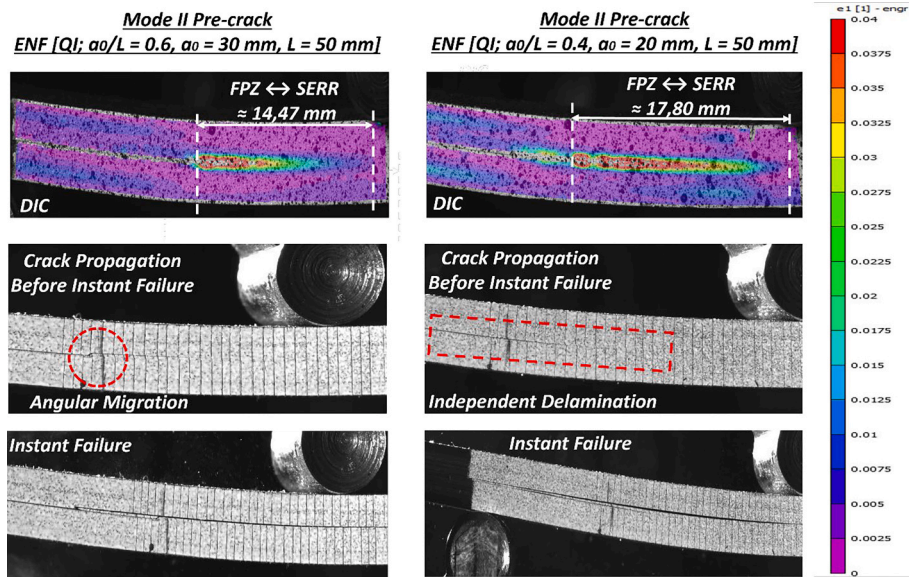 Mode II Pre-crack
ENF [QI; a0/L = 0.6, a0 = 30 mm, L = 50 mm]
FPZ ↔ SERR
≈ 14,47 mm
DIC
Crack Propagation
Before Instant Failure
Angular Migration
Instant Failure
Mode II Pre-crack
ENF [QI; a0/L = 0.4, a0 = 20 mm, L = 50 mm]
FPZ ↔ SERR
≈ 17,80 mm
DIC
Crack Propagation
Before Instant Failure
Independent Delamination
Instant Failure
e1 [1] - engr
0.04
0.0375
0.035
0.0325
0.03
0.0275
0.025
0.0225
0.02
0.0175
0.015
0.0125
0.01
0.0075
0.005
0.0025
0